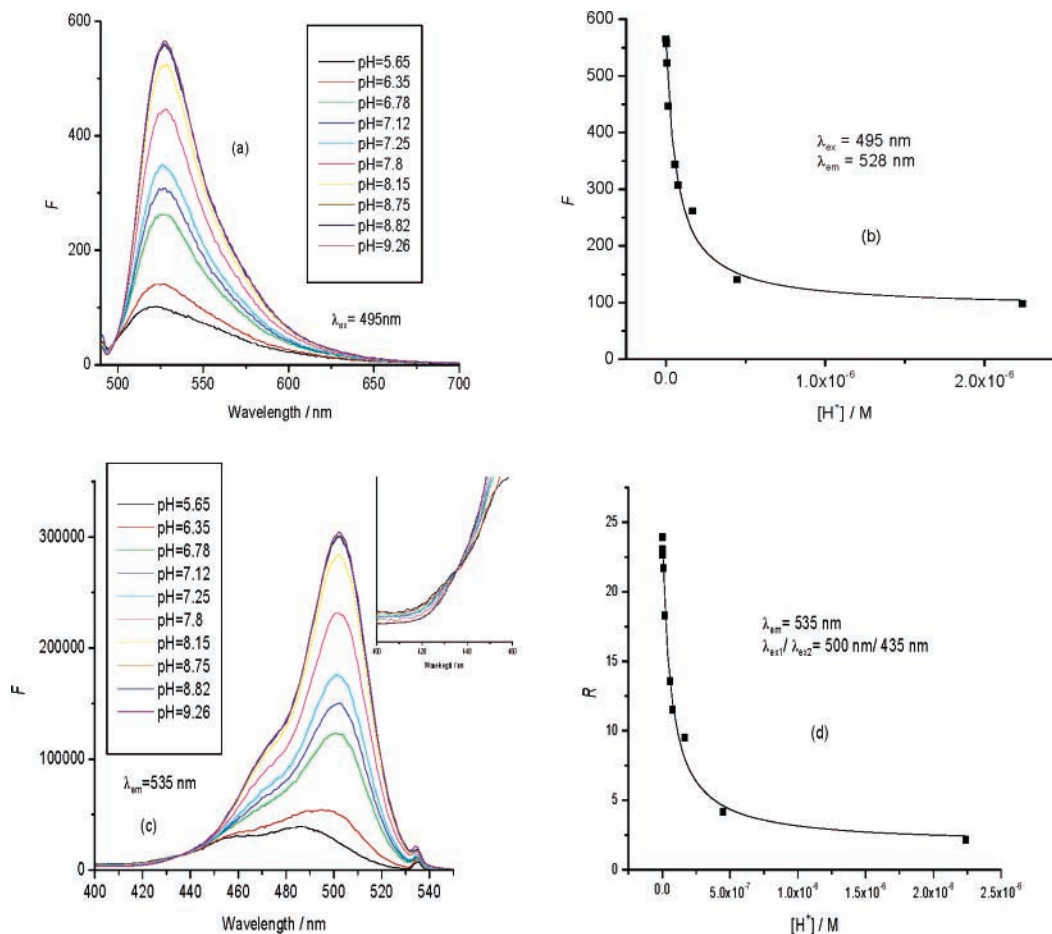 600
400
200
0
F
500
550
600
650
700
Wavelength / nm
(a)
pH=5.65
pH=6.35
pH=6.78
pH=7.12
pH=7.25
pH=7.8
pH=8.15
pH=8.75
pH=8.82
pH=9.26
λex = 495nm
600
500
400
300
200
100
0
F
λex = 495 nm
λem = 528 nm
(b)
0.0
1.0x10⁻⁶
2.0x10⁻⁶
[H⁺] / M
pH=5.65
pH=6.35
pH=6.78
pH=7.12
pH=7.25
pH=7.8
pH=8.15
pH=8.75
pH=8.82
pH=9.26
300000
200000
100000
0
F
λem=535 nm
(c)
400
420
440
460
480
500
520
540
Wavelength / nm
400
420
440
460
Wavelength / nm
25
20
15
10
5
0
R
λem= 535 nm
λex1/ λex2= 500 nm/ 435 nm
(d)
0.0
5.0x10⁻⁷
1.0x10⁻⁶
1.5x10⁻⁶
2.0x10⁻⁶
2.5x10⁻⁶
[H⁺] / M